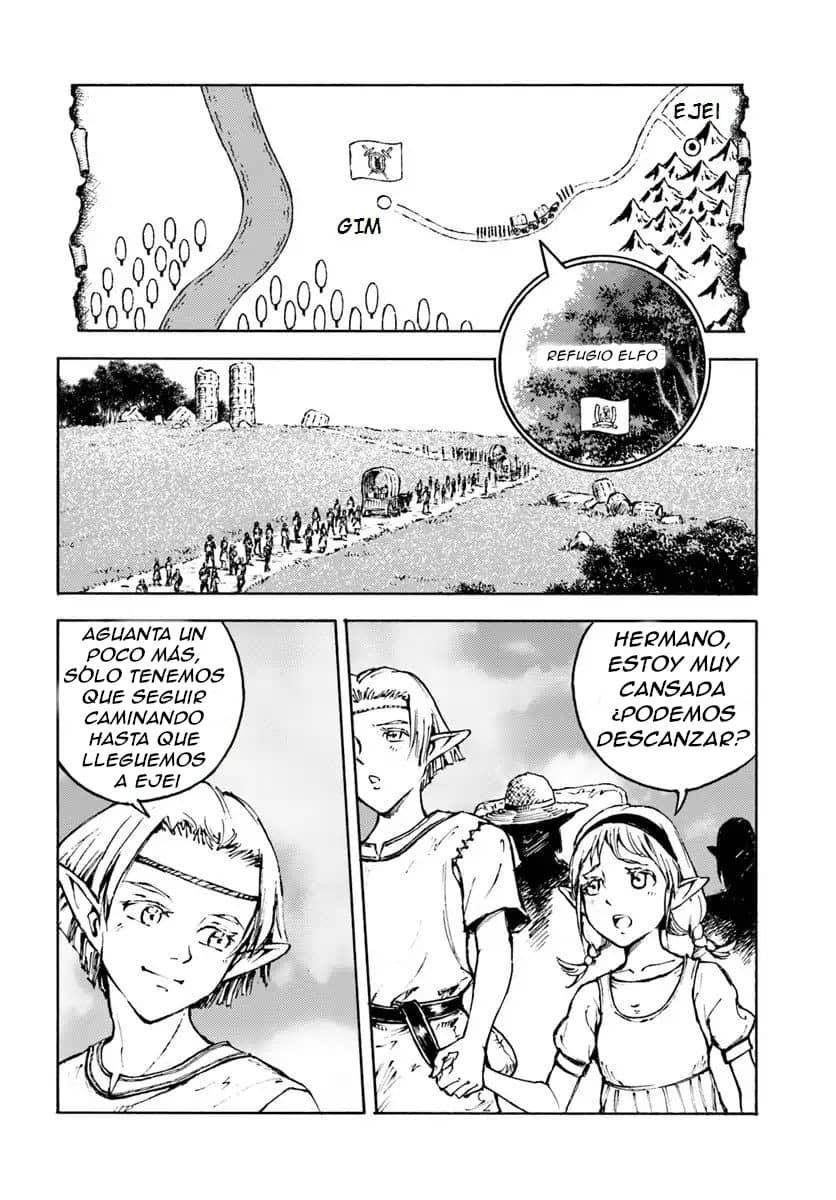 EJEI
GIM
REFUGIO ELFO
HERMANO,
ESTOY MUY
CANSADA
¿PODEMOS
DESCANZAR?
AGUANTA UN
POCO MÁS,
SÓLO TENEMOS
QUE SEGUIR
CAMINANDO
HASTA QUE
LLEGUEMOS
A EJEI